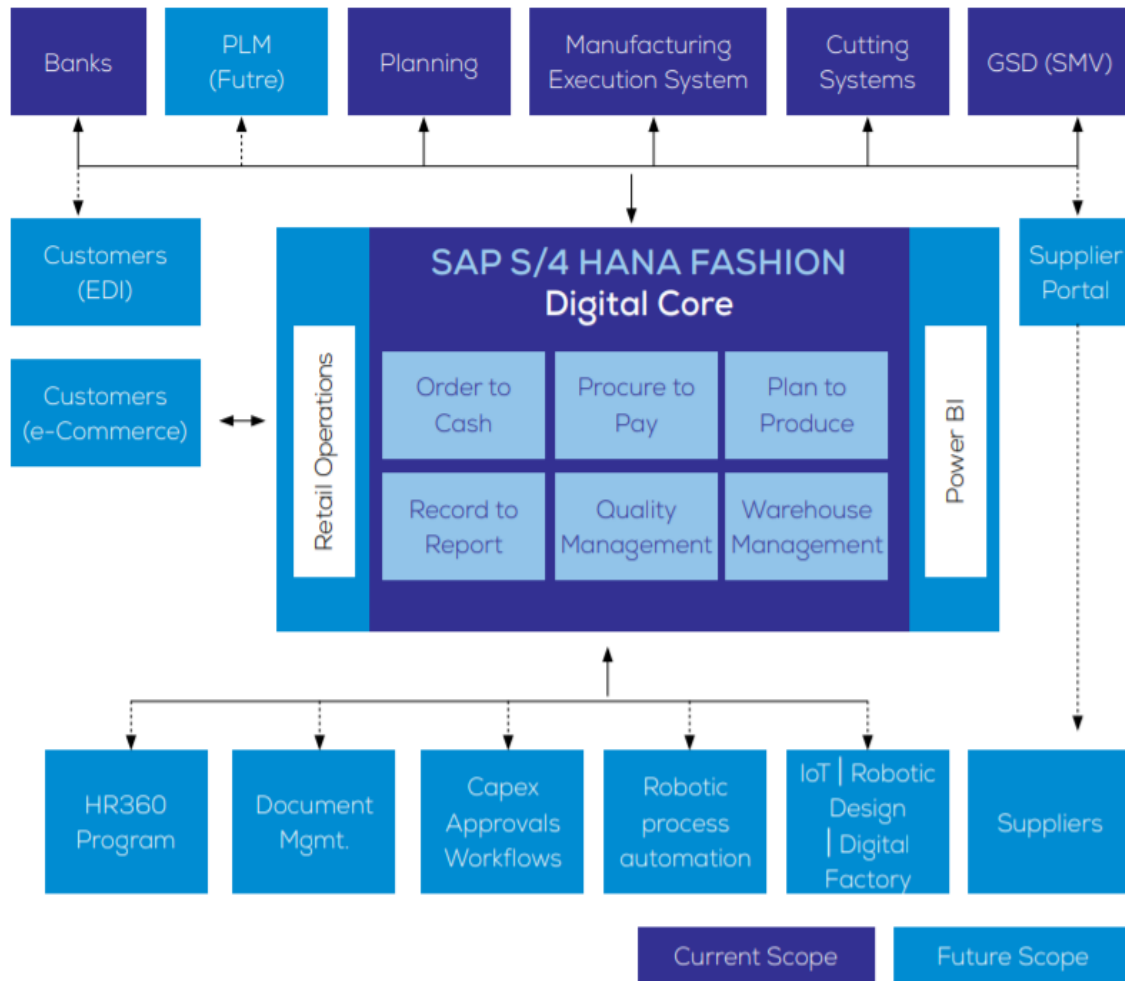 Banks
PLM
(Futre)
Planning
Manufacturing
Execution System
Cutting
Systems
GSD (SMV)
Customers
(EDI)
SAP S/4 HANA FASHION
Digital Core
Supplier
Portal
Customers
(e-Commerce)
Retail Operations
Order to
Cash
Procure to
Pay
Plan to
Produce
Record to
Report
Quality
Management
Warehouse
Management
Power BI
HR360
Program
Document
Mgmt.
Capex
Approvals
Workflows
Robotic
process
automation
IoT | Robotic
Design
| Digital
Factory
Suppliers
Current Scope
Future Scope